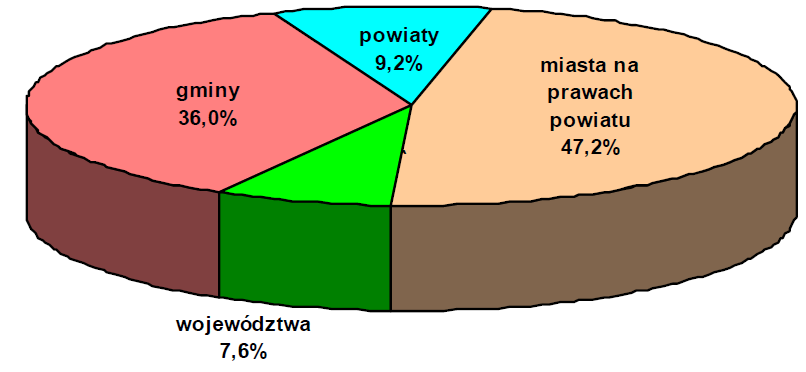 powiaty
9,2%
miasta na
prawach
powiatu
47,2%
gminy
36,0%
województwa
7,6%